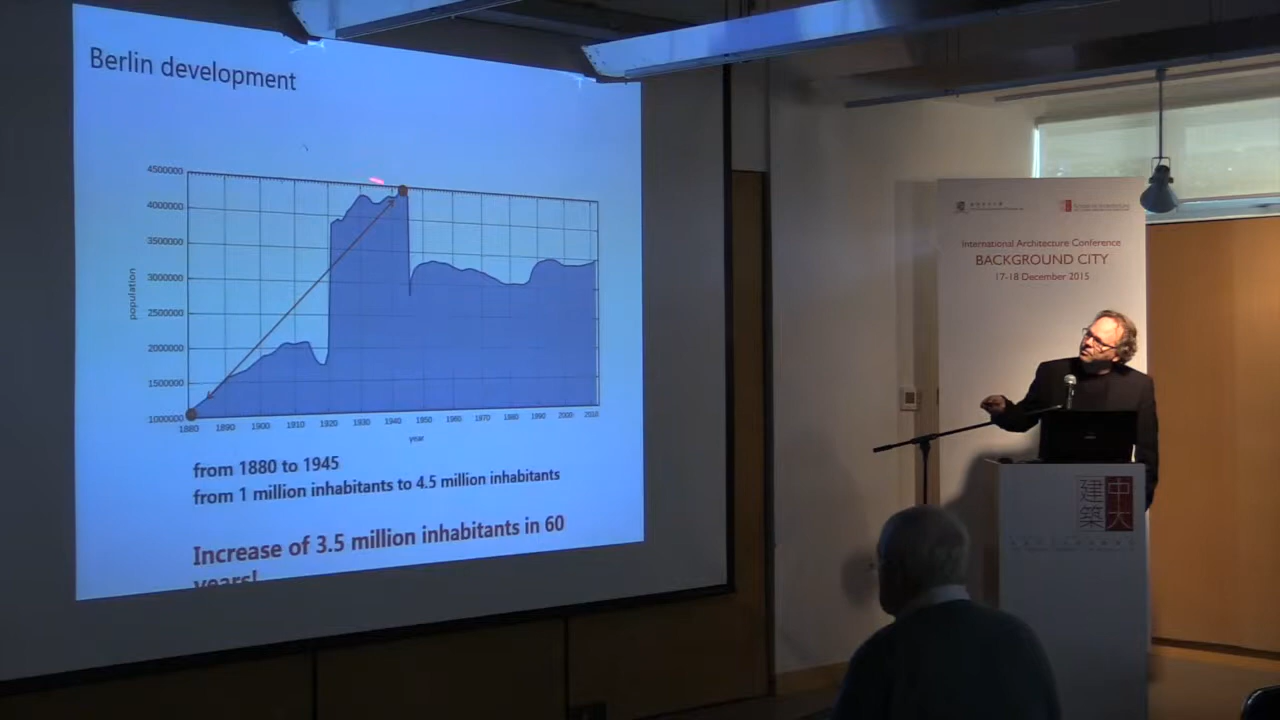 Berlin development
4500000
4000000
3500000
3000000
2500000
2000000
1500000
1000000
population
1880 1890 1900 1910 1920 1930 1940 1950 1960 1970 1980 1990 2000 2010
year
from 1880 to 1945
from 1 million inhabitants to 4.5 million inhabitants
Increase of 3.5 million inhabitants in 60
years!
International Architecture Conference
BACKGROUND CITY
17-18 December 2015
建築
中大